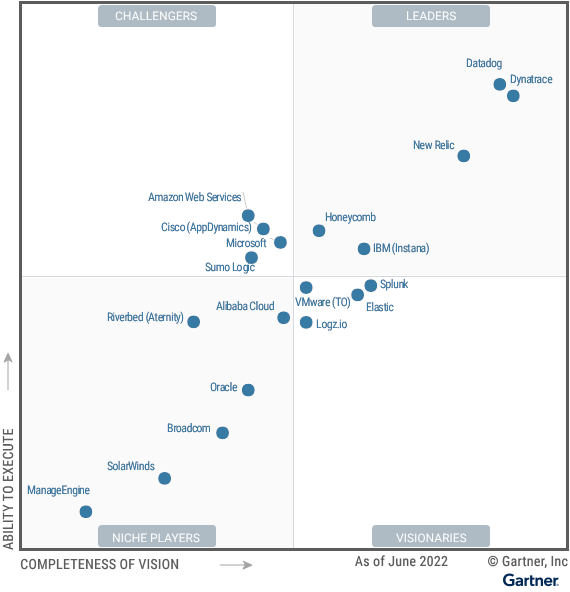 CHALLENGERS
LEADERS
Datadog
Dynatrace
New Relic
Amazon Web Services
Honeycomb
Cisco (AppDynamics)
Microsoft
IBM (Instana)
Sumo Logic
Splunk
VMware (TO)
Elastic
Alibaba Cloud
Riverbed (Aternity)
Logz.io
Oracle
Broadcom
SolarWinds
ManageEngine
ABILITY TO EXECUTE
NICHE PLAYERS
VISIONARIES
COMPLETENESS OF VISION
As of June 2022
© Gartner, Inc
Gartner